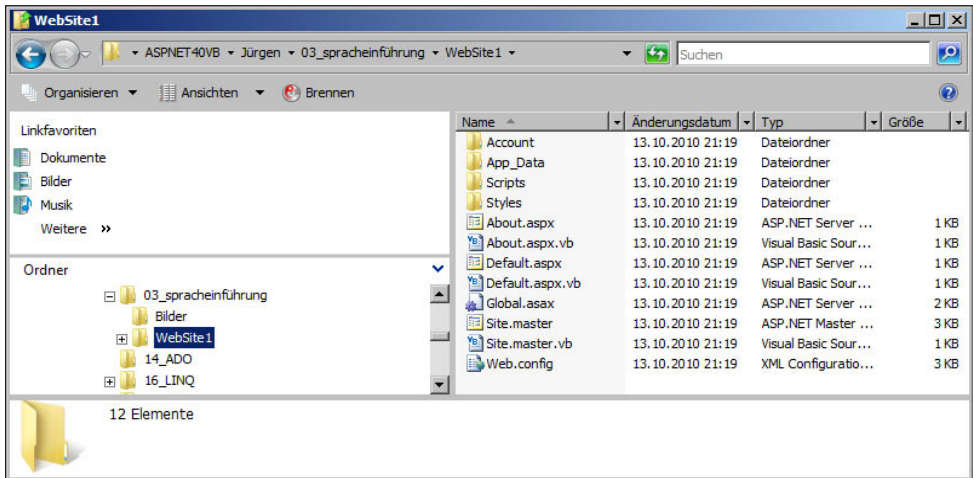 WebSite1
ASPNET40VB Jürgen 03_spracheinführung WebSite1 Suchen
Organisieren Ansichten Brennen
Linkfavoriten
Dokumente
Bilder
Musik
Weitere »
Ordner
03_spracheinführung
Bilder
WebSite1
14_ADO
16_LINQ
Name Änderungsdatum Typ Größe
Account 13.10.2010 21:19 Dateiordner
App_Data 13.10.2010 21:19 Dateiordner
Scripts 13.10.2010 21:19 Dateiordner
Styles 13.10.2010 21:19 Dateiordner
About.aspx 13.10.2010 21:19 ASP.NET Server ... 1 KB
About.aspx.vb 13.10.2010 21:19 Visual Basic Sour... 1 KB
Default.aspx 13.10.2010 21:19 ASP.NET Server ... 1 KB
Default.aspx.vb 13.10.2010 21:19 Visual Basic Sour... 1 KB
Global.asax 13.10.2010 21:19 ASP.NET Server ... 2 KB
Site.master 13.10.2010 21:19 ASP.NET Master ... 3 KB
Site.master.vb 13.10.2010 21:19 Visual Basic Sour... 1 KB
Web.config 13.10.2010 21:19 XML Configuratio... 3 KB
12 Elemente